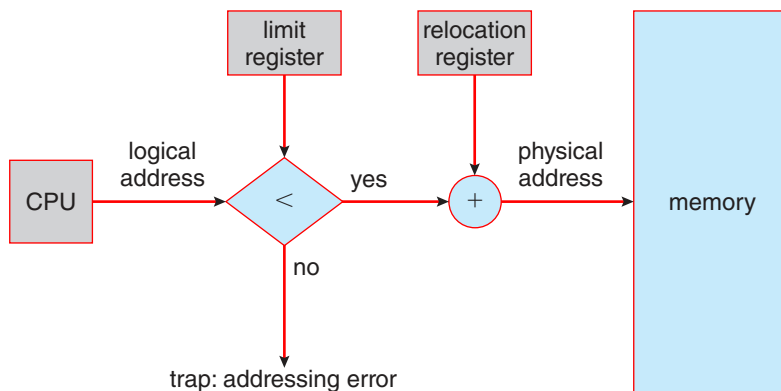 limit
register
relocation
register
logical
address
physical
address
CPU
<
yes
+
memory
no
trap: addressing error